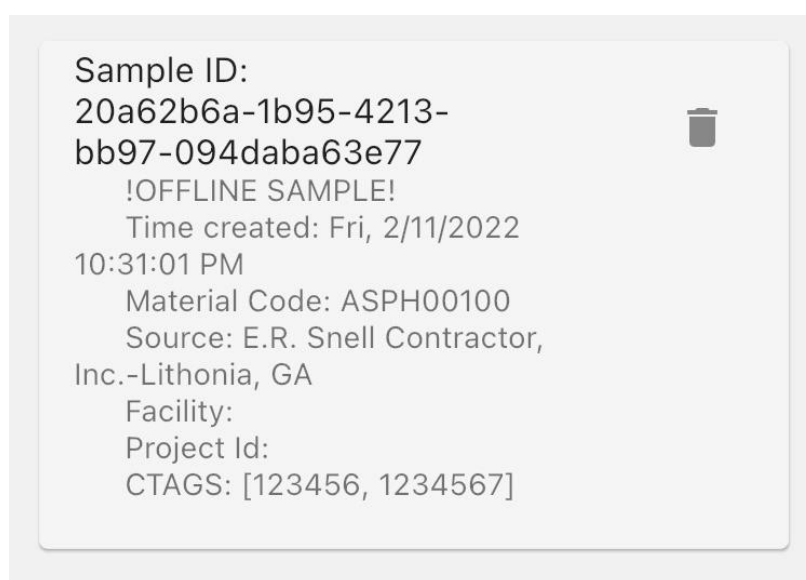 Sample ID:
20a62b6a-1b95-4213-
bb97-094daba63e77
!OFFLINE SAMPLE!
Time created: Fri, 2/11/2022
10:31:01 PM
Material Code: ASPH00100
Source: E.R. Snell Contractor,
Inc.-Lithonia, GA
Facility:
Project Id:
CTAGS: [123456, 1234567]